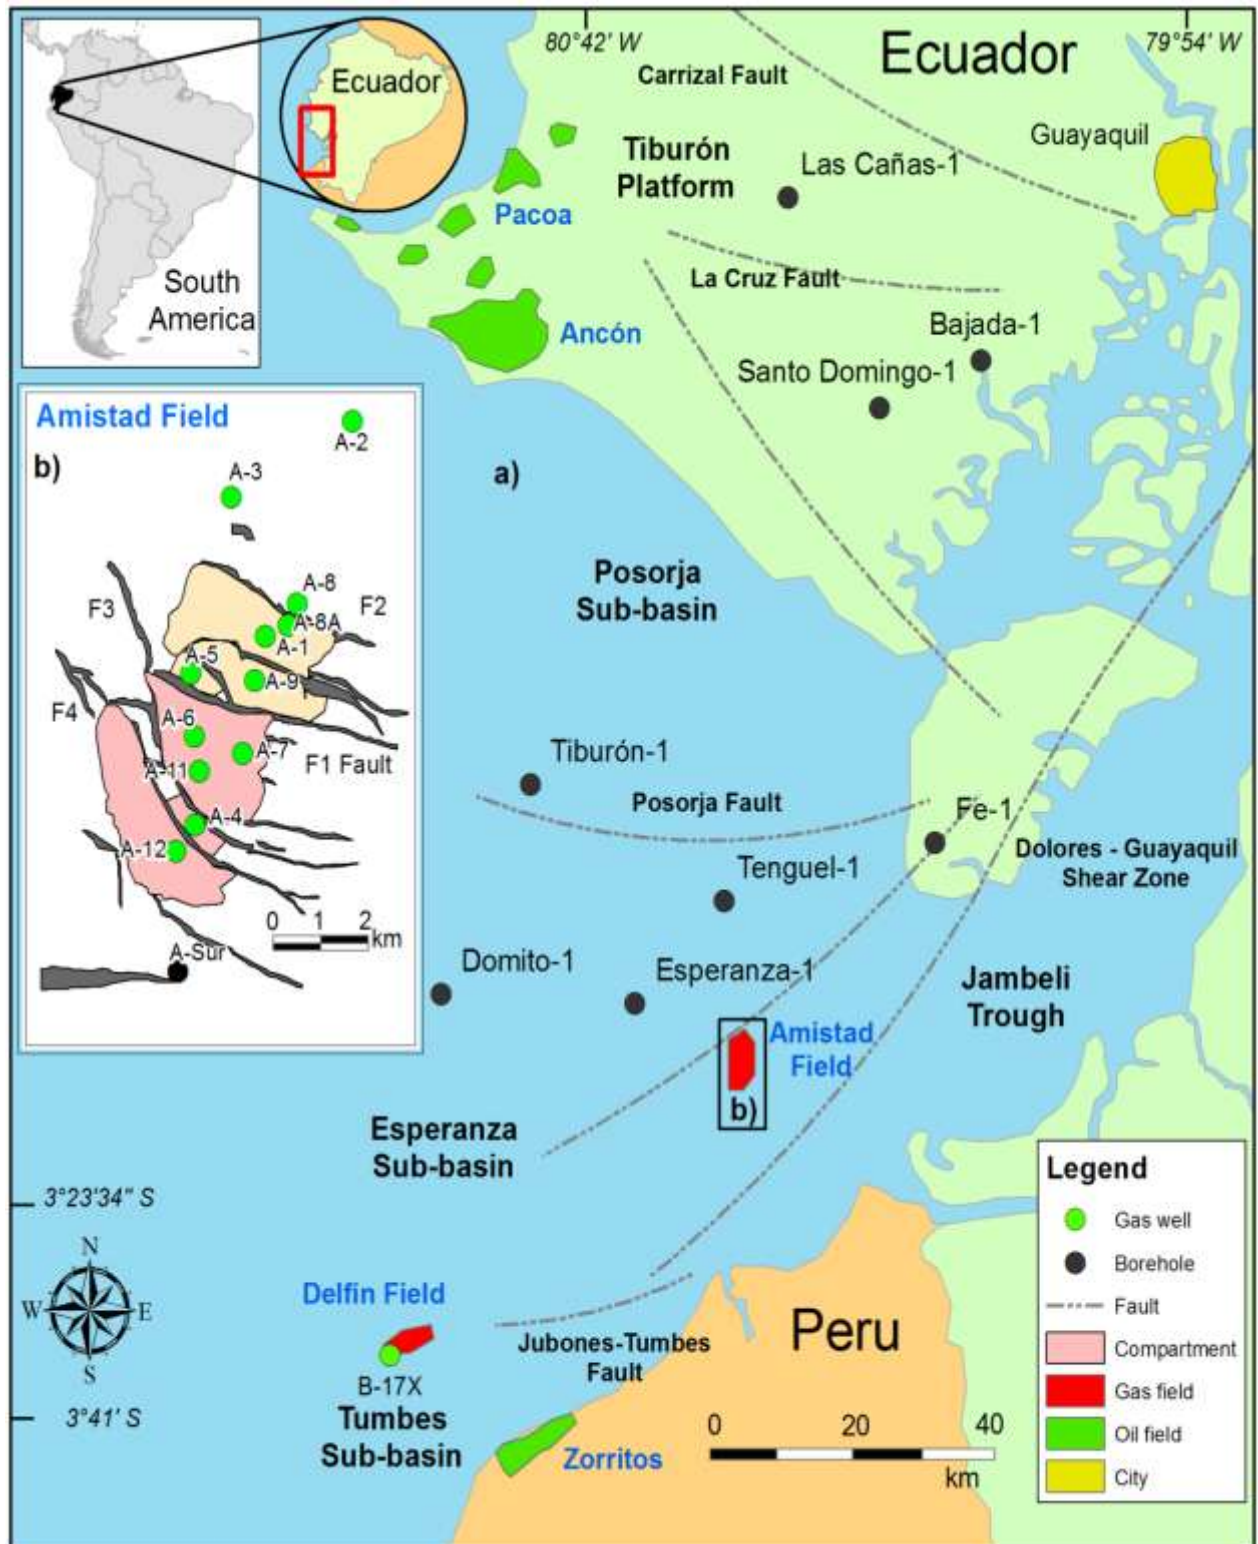 80°42' W
79°54' W
Ecuador
Carrizal Fault
Ecuador
Guayaquil
Tiburón
Platform
Las Cañas-1
Pacoa
South
America
La Cruz Fault
Bajada-1
Ancón
Santo Domingo-1
Amistad Field
b)
A-2
A-3
a)
Posorja
Sub-basin
A-8
F3
F2
A-8A
A-1
A-5
A-9
F4
A-6
A-7
F1 Fault
A-11
A-4
A-12
0 1 2
km
A-Sur
Tiburón-1
Posorja Fault
Fe-1
Dolores - Guayaquil
Shear Zone
Tenguel-1
Domito-1
Esperanza-1
Jambeli
Trough
Amistad
Field
b)
Esperanza
Sub-basin
3°23'34" S
N
W
E
S
Delfin Field
B-17X
Tumbes
Sub-basin
3°41' S
Jubones-Tumbes
Fault
Peru
Zorritos
0 20 40
km
Legend
Gas well
Borehole
Fault
Compartment
Gas field
Oil field
City